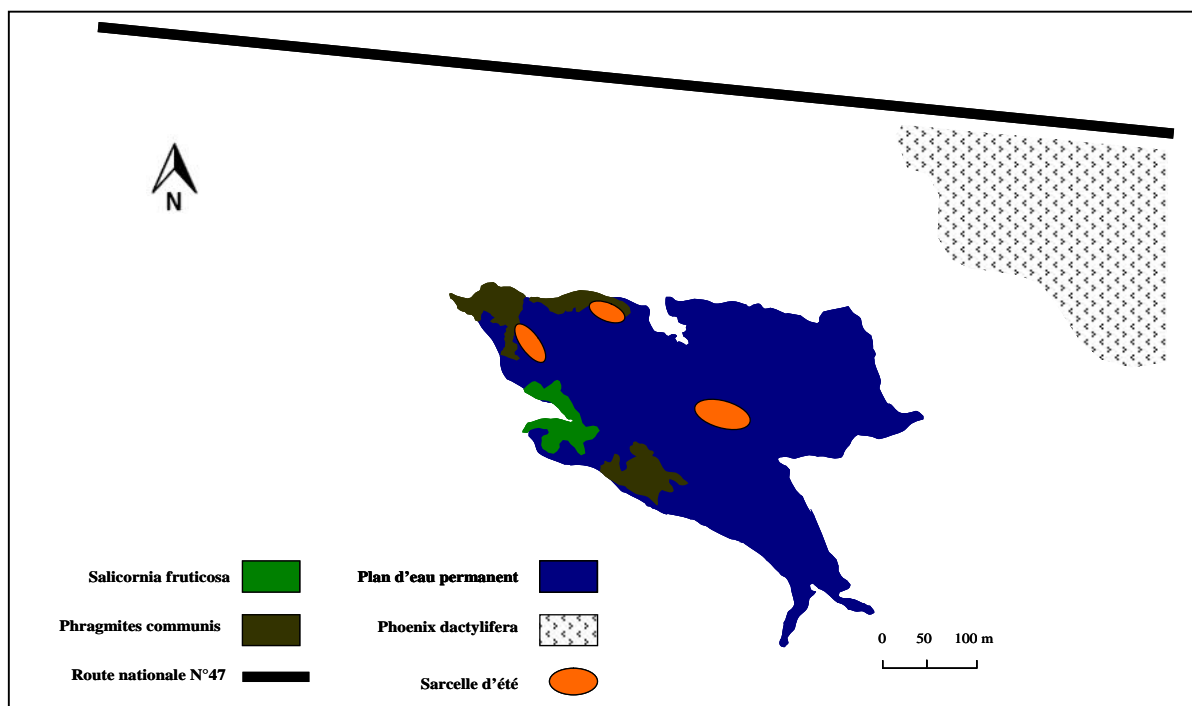 N
Salicornia fruticosa
Plan d'eau permanent
Phragmites communis
Phoenix dactylifera
0 50 100 m
Route nationale N°47
Sarcelle d'été